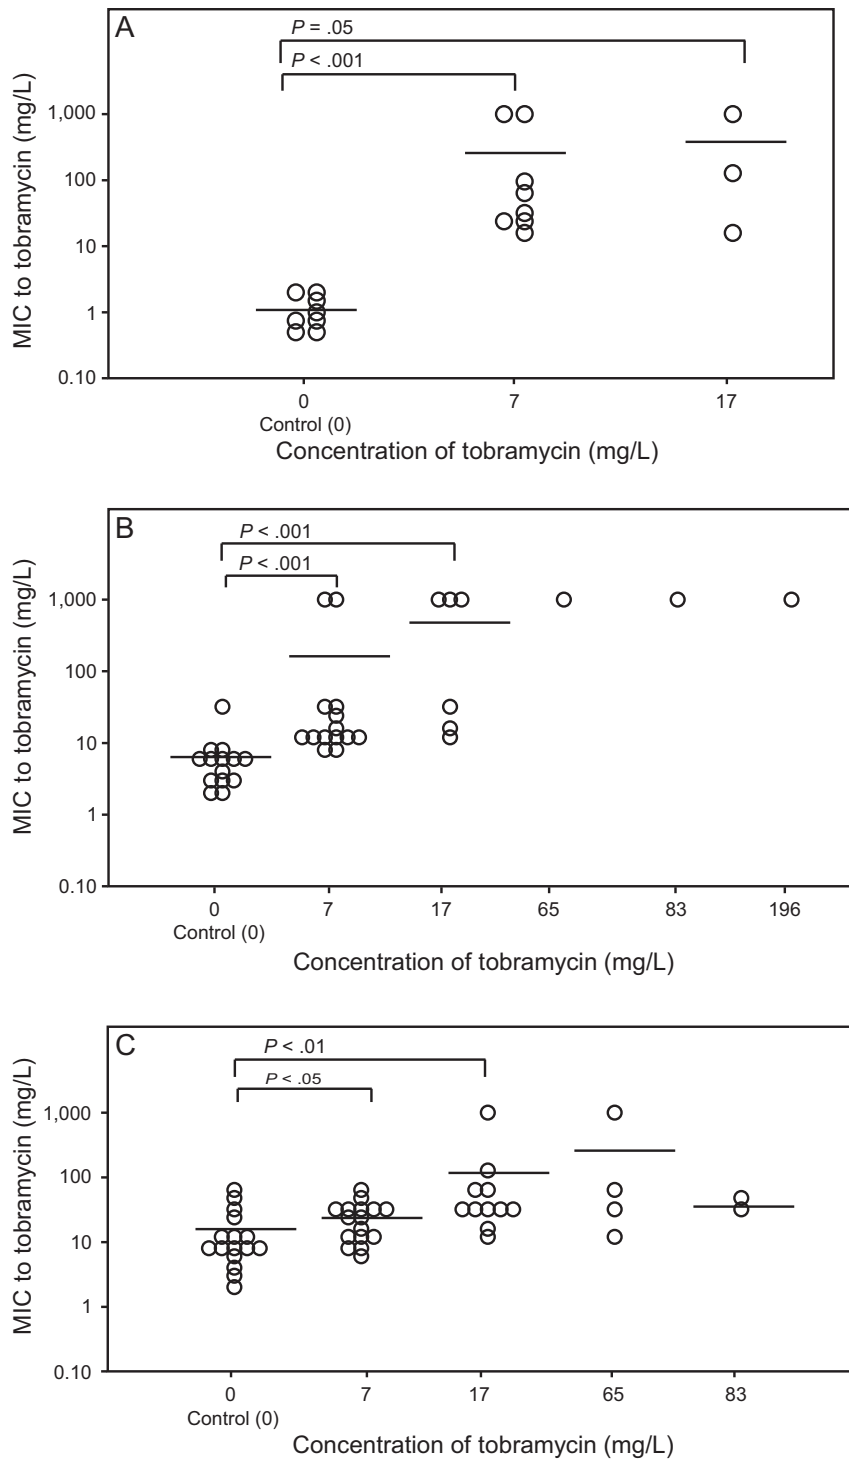 A
P = .05
P < .001
MIC to tobramycin (mg/L)
1,000
100
10
1
0.10
0 7 17
Control (0)
Concentration of tobramycin (mg/L)
B
P < .001
P < .001
MIC to tobramycin (mg/L)
1,000
100
10
1
0.10
0 7 17 65 83 196
Control (0)
Concentration of tobramycin (mg/L)
C
P < .01
P < .05
MIC to tobramycin (mg/L)
1,000
100
10
1
0.10
0 7 17 65 83
Control (0)
Concentration of tobramycin (mg/L)